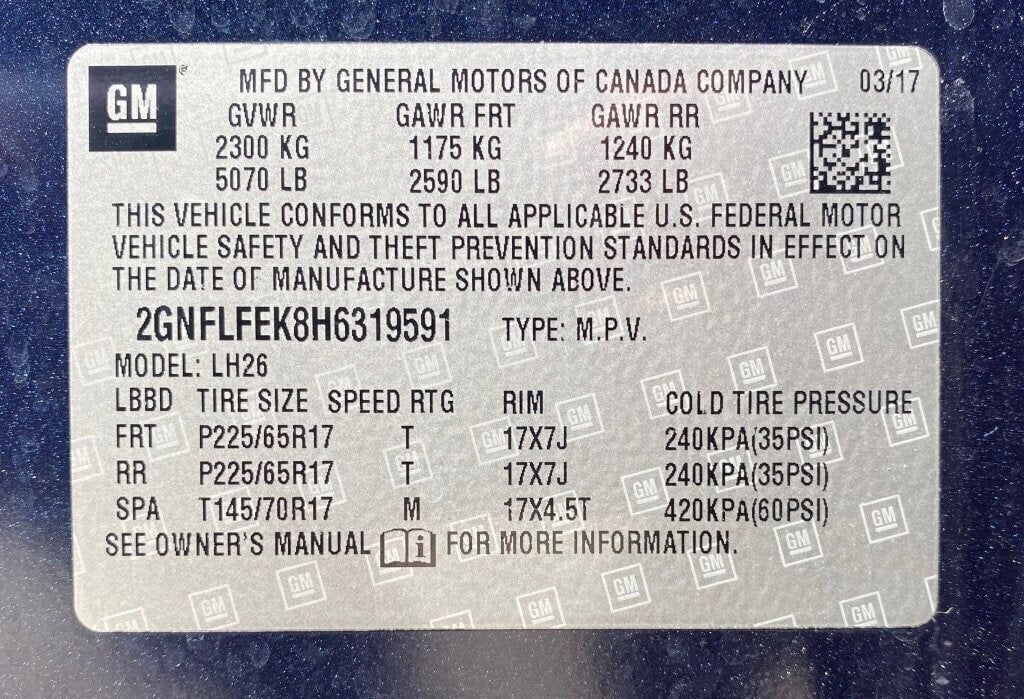 GM® MFD BY GENERAL MOTORS OF CANADA COMPANY 03/17
GVWR GAWR FRT GAWR RR
2300 KG 1175 KG 1240 KG
5070 LB 2590 LB 2733 LB
THIS VEHICLE CONFORMS TO ALL APPLICABLE U.S. FEDERAL MOTOR
VEHICLE SAFETY AND THEFT PREVENTION STANDARDS IN EFFECT ON
THE DATE OF MANUFACTURE SHOWN ABOVE.
2GNFLFEK8H6319591 TYPE: M.P.V.
MODEL: LH26
LBBD TIRE SIZE SPEED RTG RIM COLD TIRE PRESSURE
FRT P225/65R17 T 17X7J 240KPA(35PSI)
RR P225/65R17 T 17X7J 240KPA(35PSI)
SPA T145/70R17 M 17X4.5T 420KPA(60PSI)
SEE OWNER'S MANUAL i FOR MORE INFORMATION.